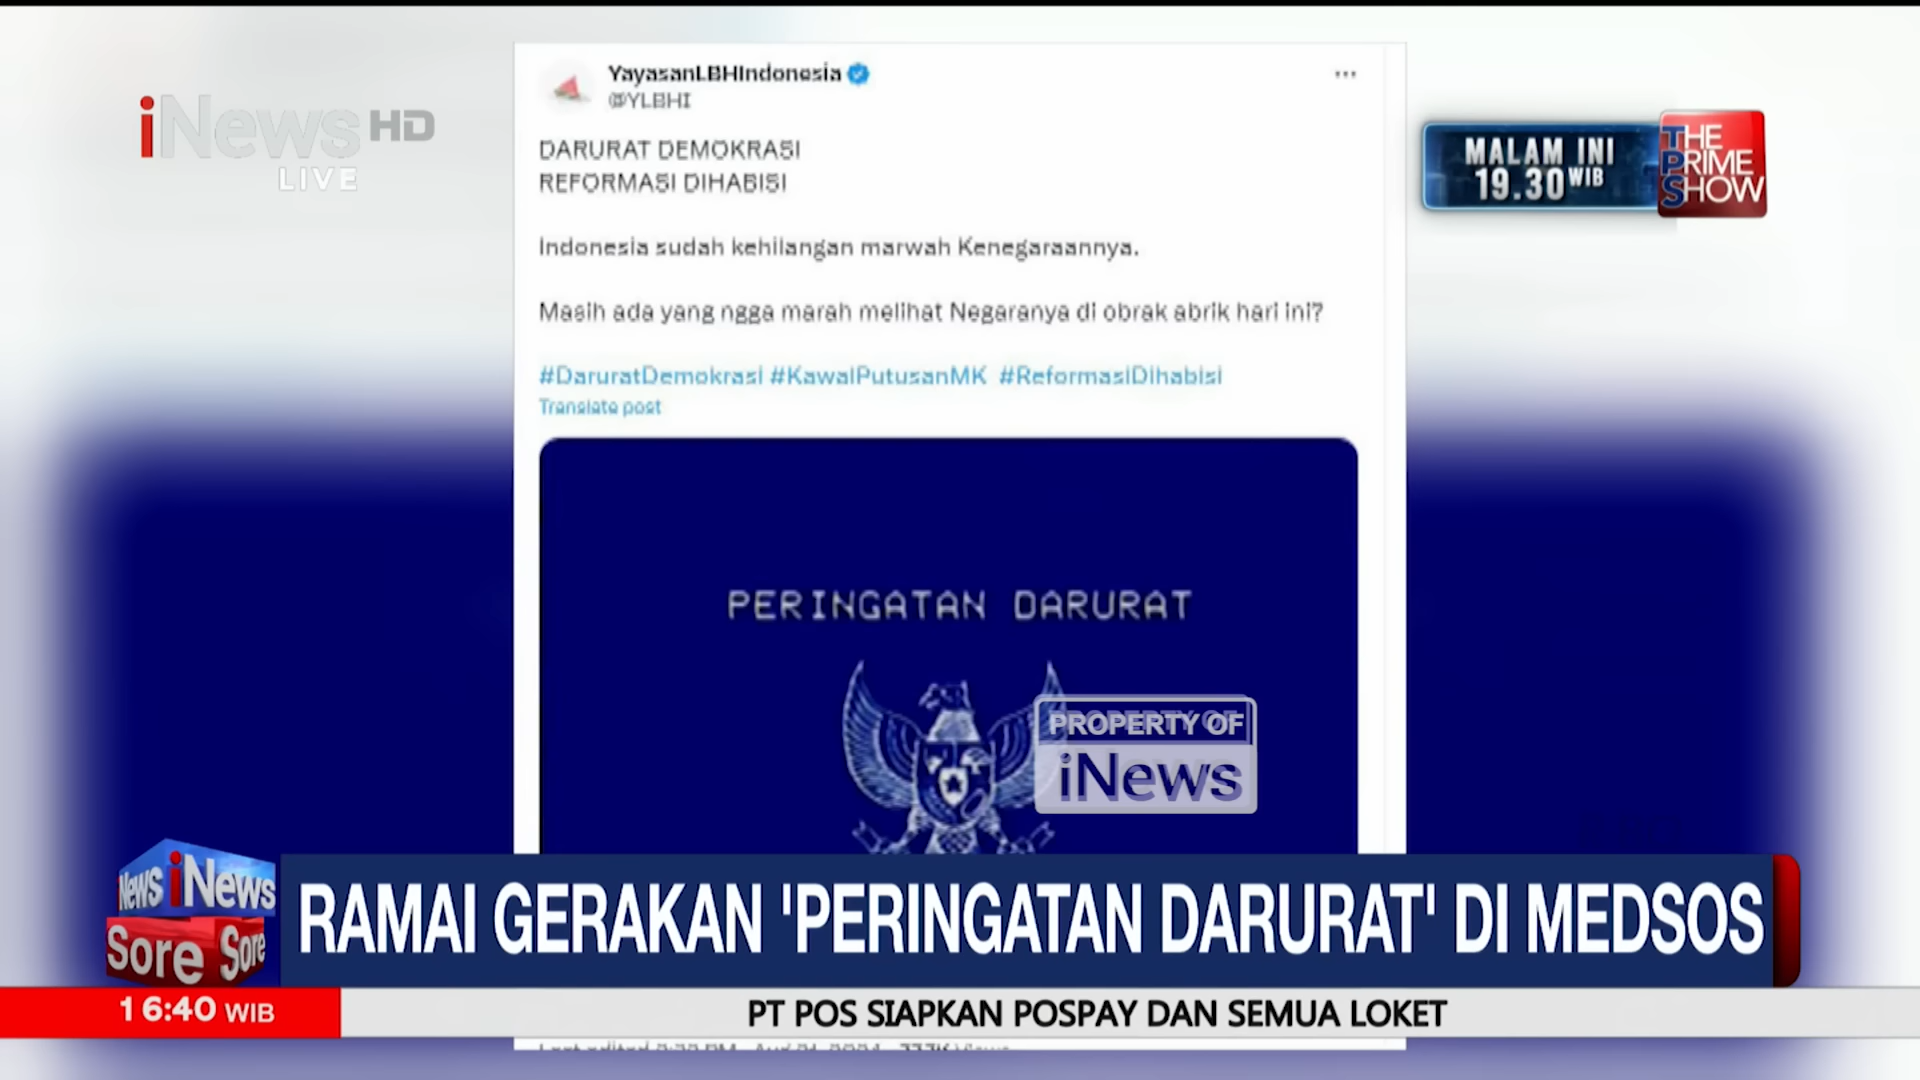 iNews HD
LIVE
MALAM INI
19.30 WIB
THE
PRIME
SHOW
YayasanLBHIndonesia
@YLBHI
DARURAT DEMOKRASI
REFORMASI DIHABISI
Indonesia sudah kehilangan marwah Kenegaraannya.
Masih ada yang ngga marah melihat Negaranya di obrak abrik hari ini?
#DaruratDemokrasi #KawalPutusanMK #ReformasiDihabisi
Translate post
PERINGATAN DARURAT
PROPERTY OF
iNews
News iNews
Sore Sore
RAMAI GERAKAN 'PERINGATAN DARURAT' DI MEDSOS
16:40 WIB
PT POS SIAPKAN POSPAY DAN SEMUA LOKET